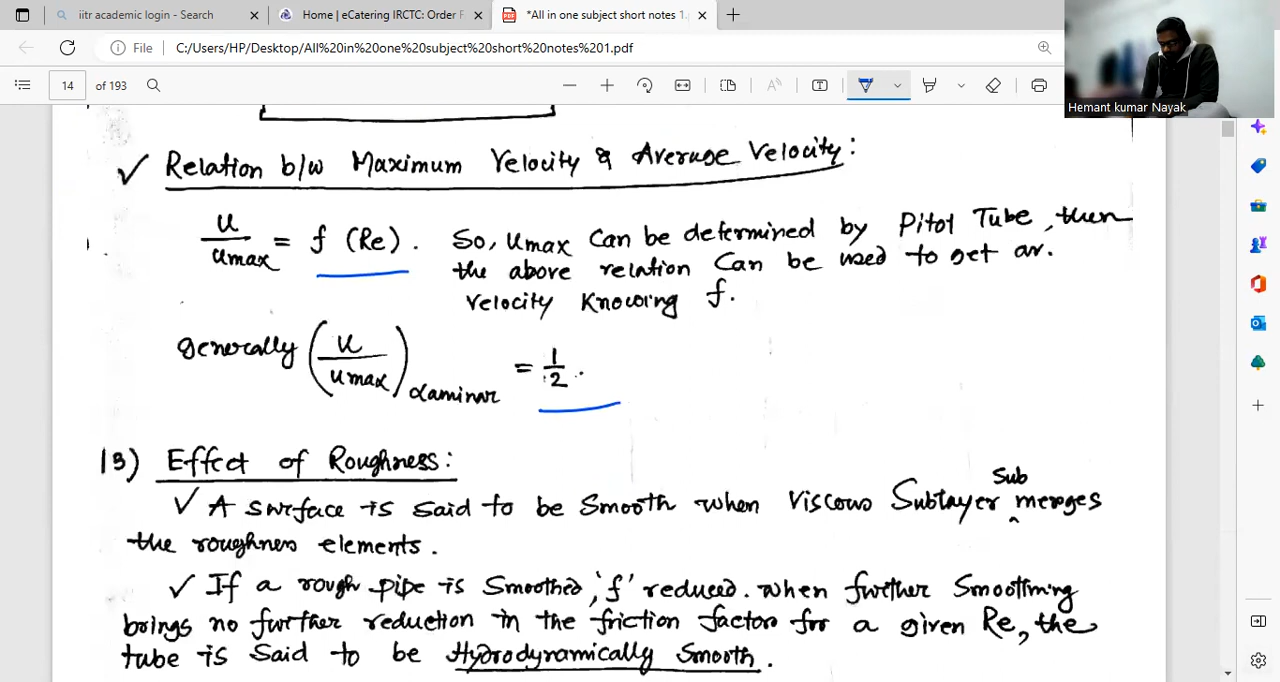 iitr academic login - Search
Home | eCatering IRCTC: Order F
*All in one subject short notes 1.p
File
C:/Users/HP/Desktop/All%20in%20one%20subject%20short%20notes%201.pdf
14 of 193
Hemant kumar Nayak
✓ Relation b/w Maximum Velocity & Average Velocity:
u/umax = f (Re). So, umax can be determined by Pitot Tube, then
the above relation can be used to get av.
velocity knowing f.
generally (u/umax)Laminar = 1/2.
13) Effect of Roughness:
✓ A surface is said to be smooth when viscous sublayer submerges
the roughness elements.
✓ If a rough pipe is smoothed, 'f' reduced. when further smoothing
brings no further reduction in the friction factor for a given Re, the
tube is said to be Hydrodynamically smooth.